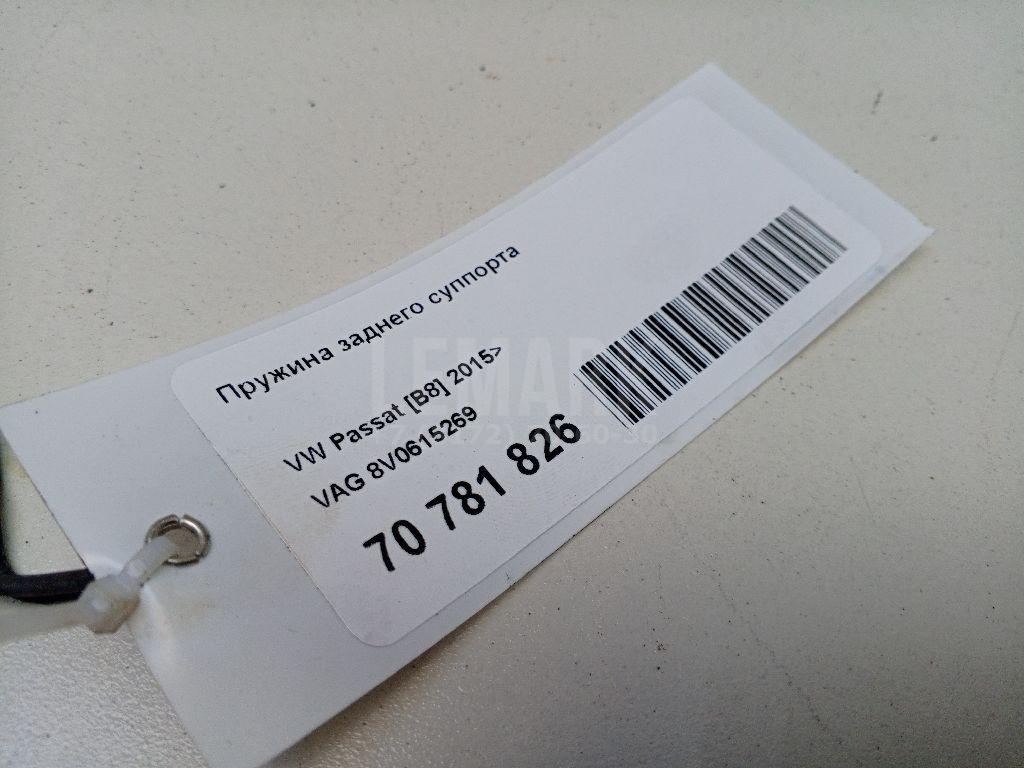 Пружина заднего суппорта
VW Passat [B8] 2015>
VAG 8V0615269
70 781 826